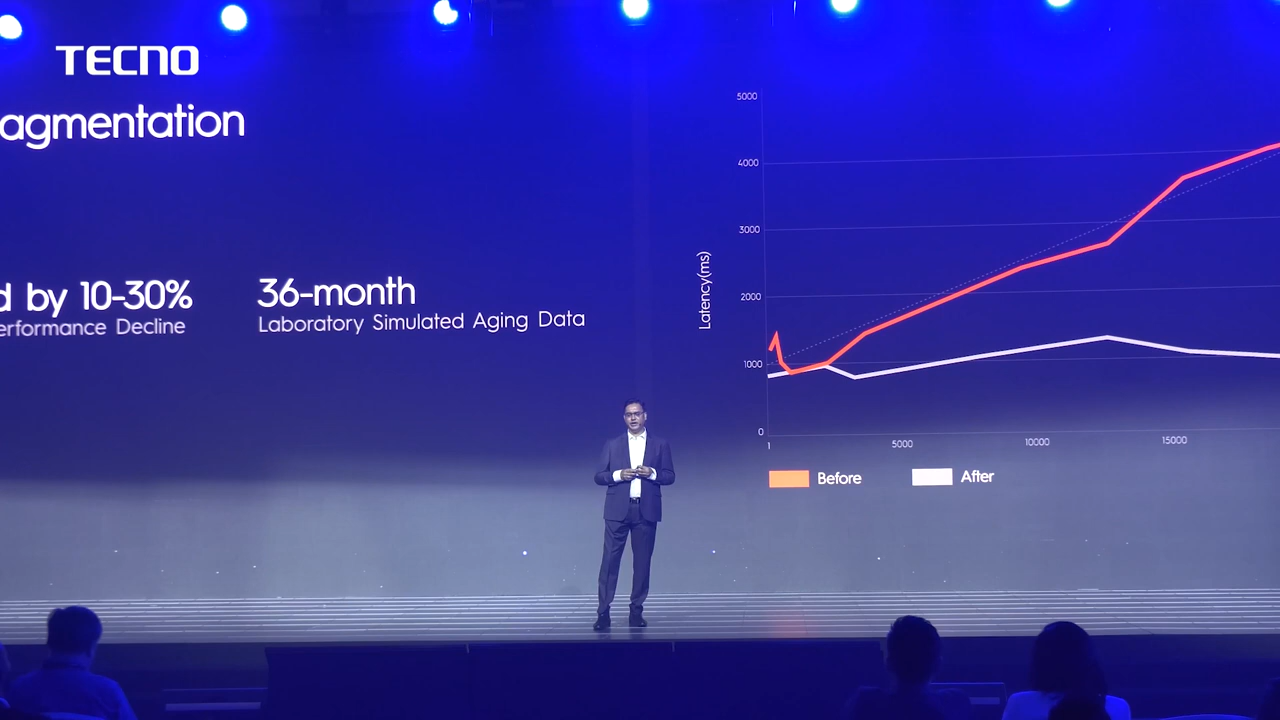 TECNO
agmentation
d by 10-30%
erformance Decline
36-month
Laboratory Simulated Aging Data
Latency(ms)
5000
4000
3000
2000
1000
0
1
5000
10000
15000
Before
After